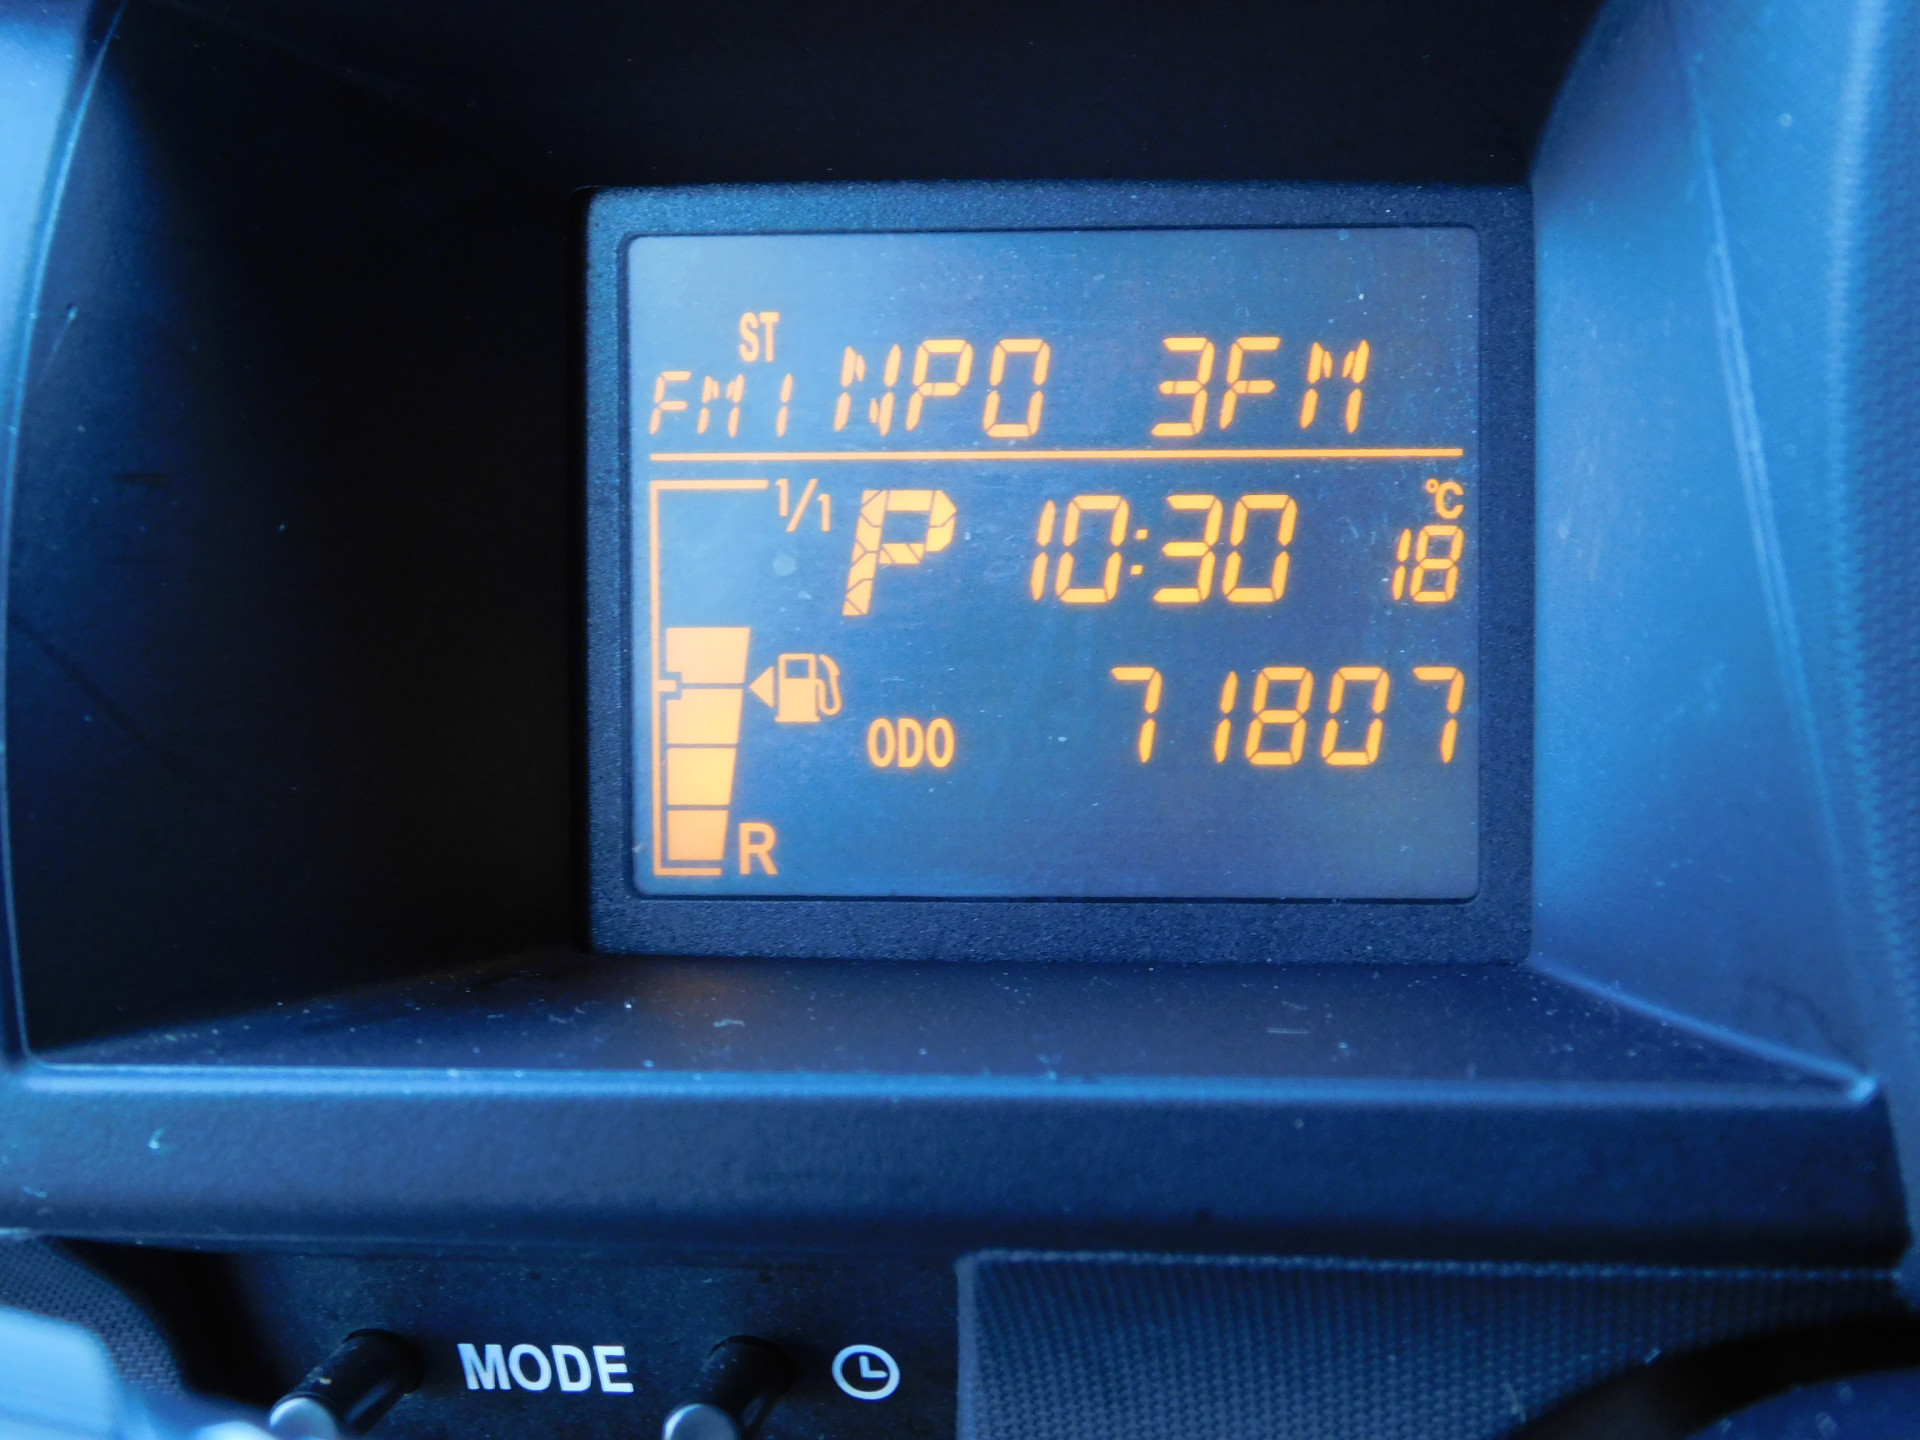 ST
FM1 NPO 3FM
1/1 P 10:30 °C 18
ODO 71807
R
MODE